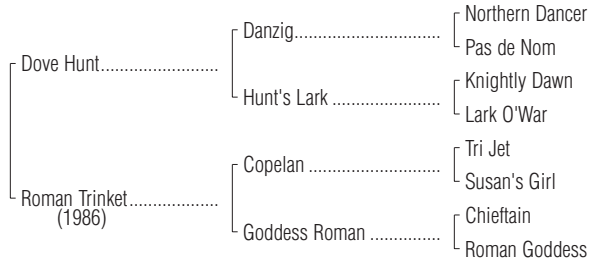 Northern Dancer
Danzig
Pas de Nom
Dove Hunt
Knightly Dawn
Hunt's Lark
Lark O'War
Tri Jet
Copelan
Susan's Girl
Roman Trinket
(1986)
Chieftain
Goddess Roman
Roman Goddess